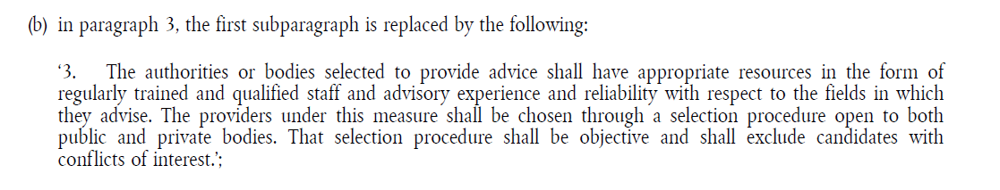 (b) in paragraph 3, the first subparagraph is replaced by the following:
‘3. The authorities or bodies selected to provide advice shall have appropriate resources in the form of
regularly trained and qualified staff and advisory experience and reliability with respect to the fields in which
they advise. The providers under this measure shall be chosen through a selection procedure open to both
public and private bodies. That selection procedure shall be objective and shall exclude candidates with
conflicts of interest.’;